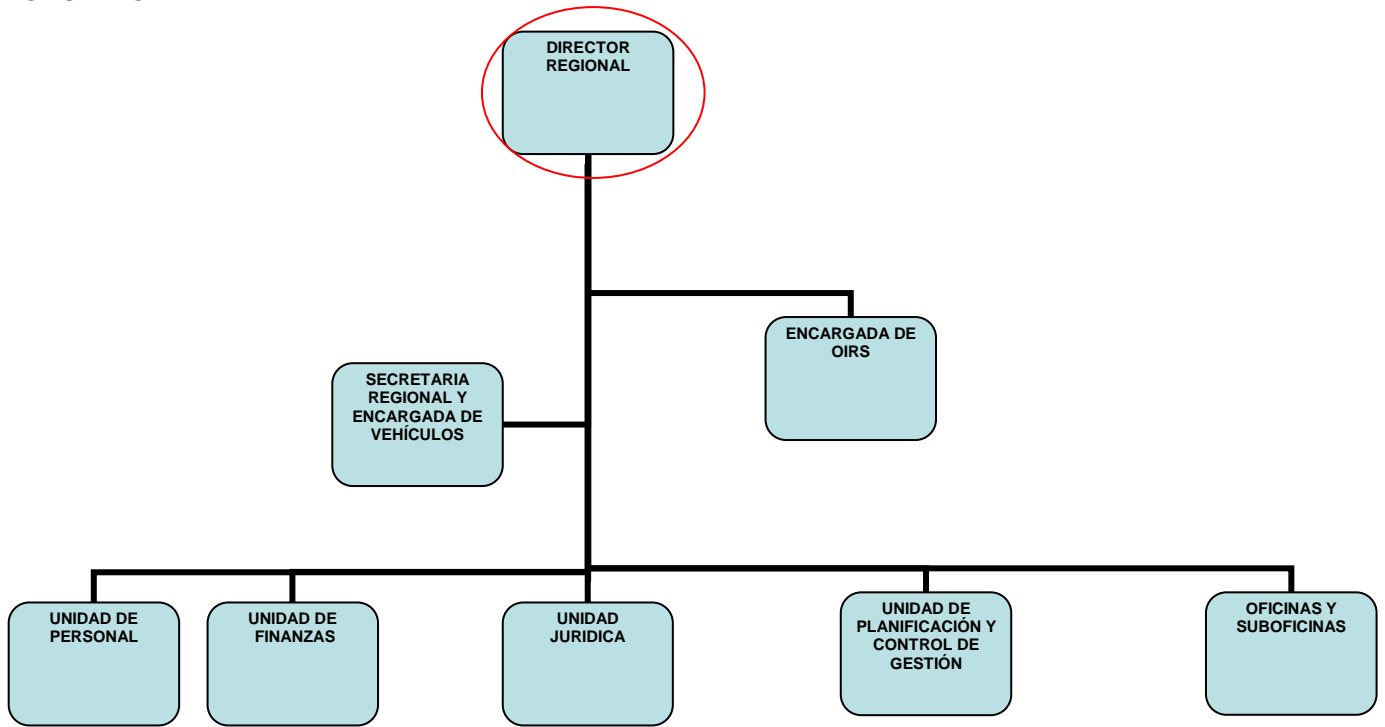 DIRECTOR
REGIONAL
ENCARGADA DE
OIRS
SECRETARIA
REGIONAL Y
ENCARGADA DE
VEHÍCULOS
UNIDAD DE
PERSONAL
UNIDAD DE
FINANZAS
UNIDAD
JURIDICA
UNIDAD DE
PLANIFICACIÓN Y
CONTROL DE
GESTIÓN
OFICINAS Y
SUBOFICINAS